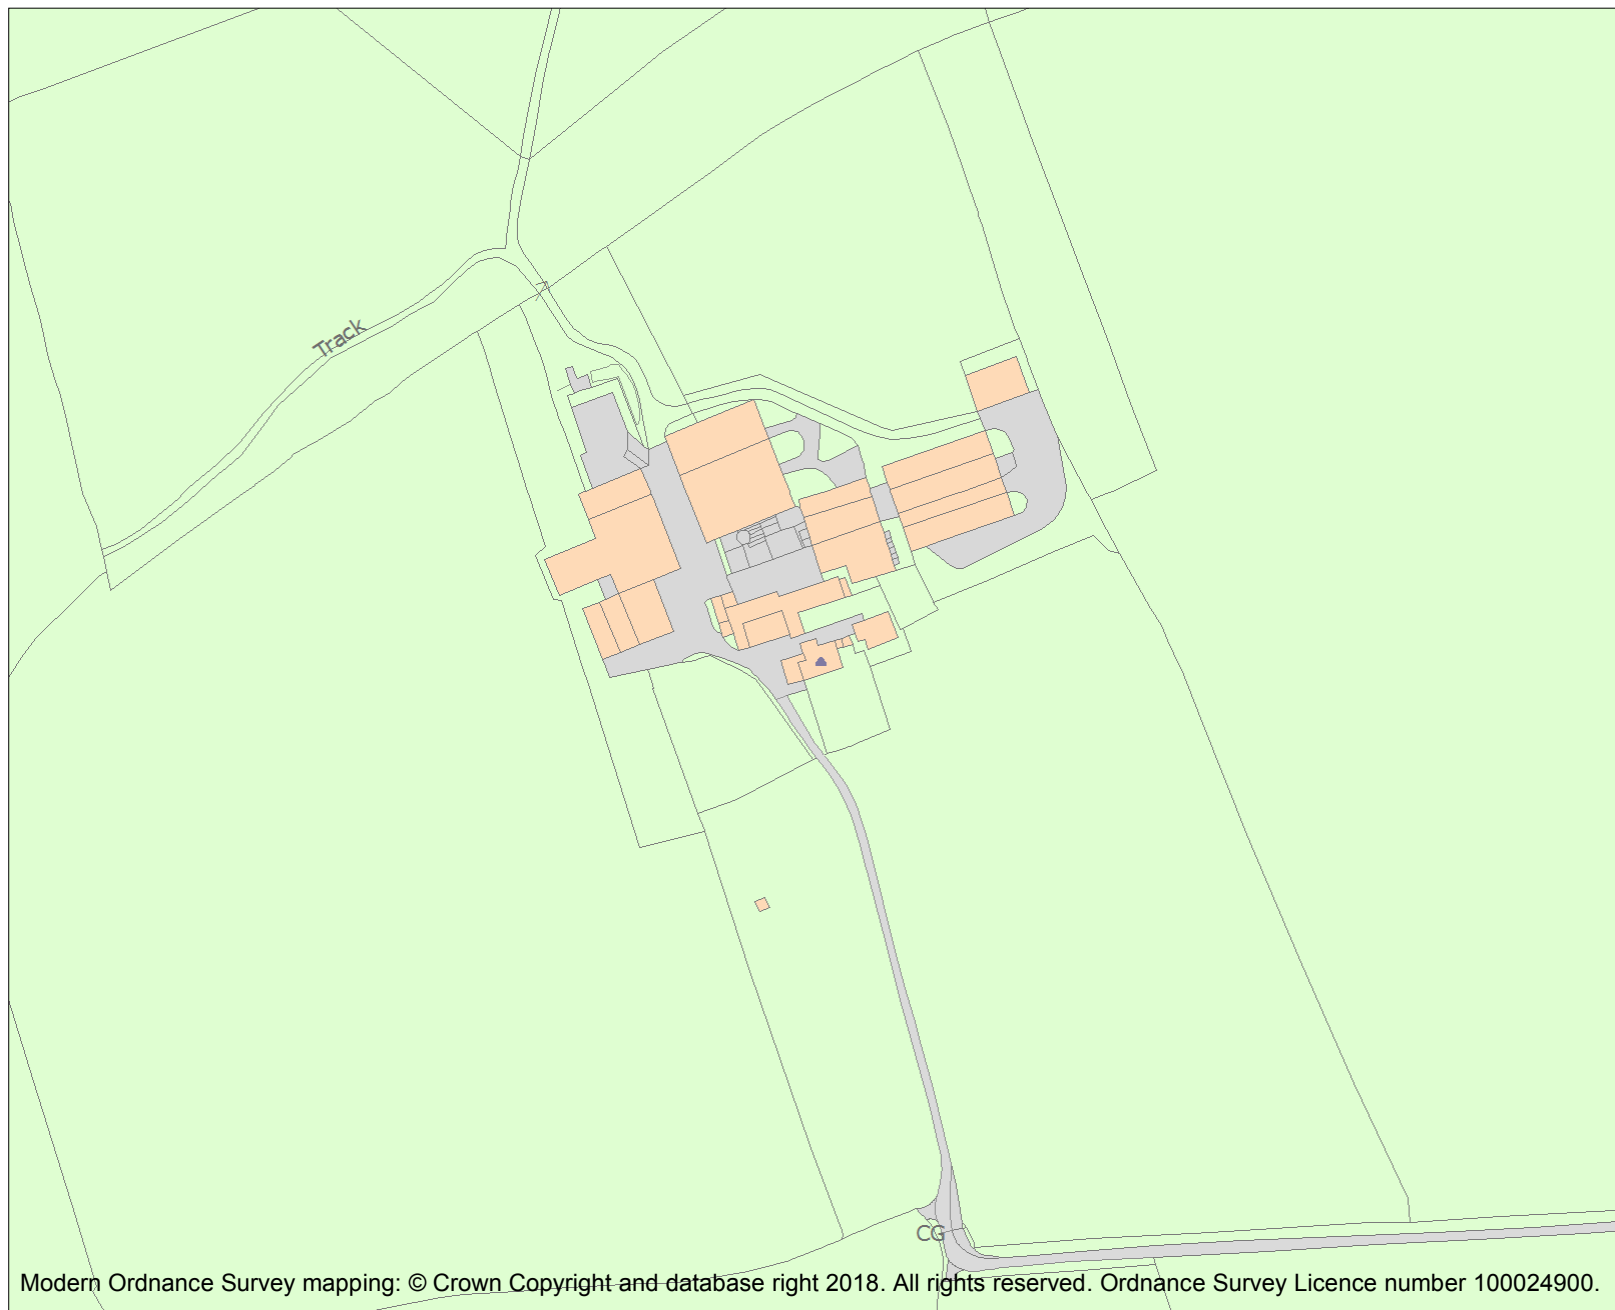 Track
CG
Modern Ordnance Survey mapping: © Crown Copyright and database right 2018. All rights reserved. Ordnance Survey Licence number 100024900.